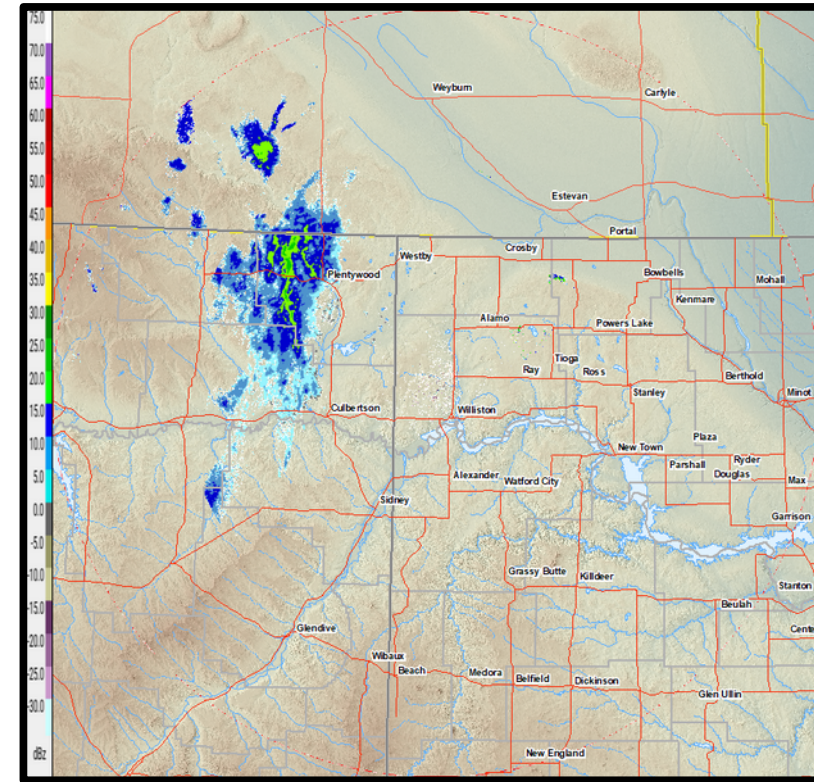 75.0
70.0
65.0
60.0
55.0
50.0
45.0
40.0
35.0
30.0
25.0
20.0
15.0
10.0
5.0
0.0
-5.0
-10.0
-15.0
-20.0
-25.0
-30.0
dBz
Weyburn
Carlyle
Estevan
Portal
Crosby
Westby
Bowbells
Mohall
Plentywood
Kenmare
Alamo
Powers Lake
Tioga
Ray
Ross
Berthold
Stanley
Minot
Culbertson
Williston
Plaza
New Town
Ryder
Parshall
Douglas
Alexander
Watford City
Max
Sidney
Garrison
Grassy Butte
Killdeer
Stanton
Beulah
Glendive
Cente
Wibaux
Beach
Medora
Belfield
Dickinson
Glen Ullin
New England